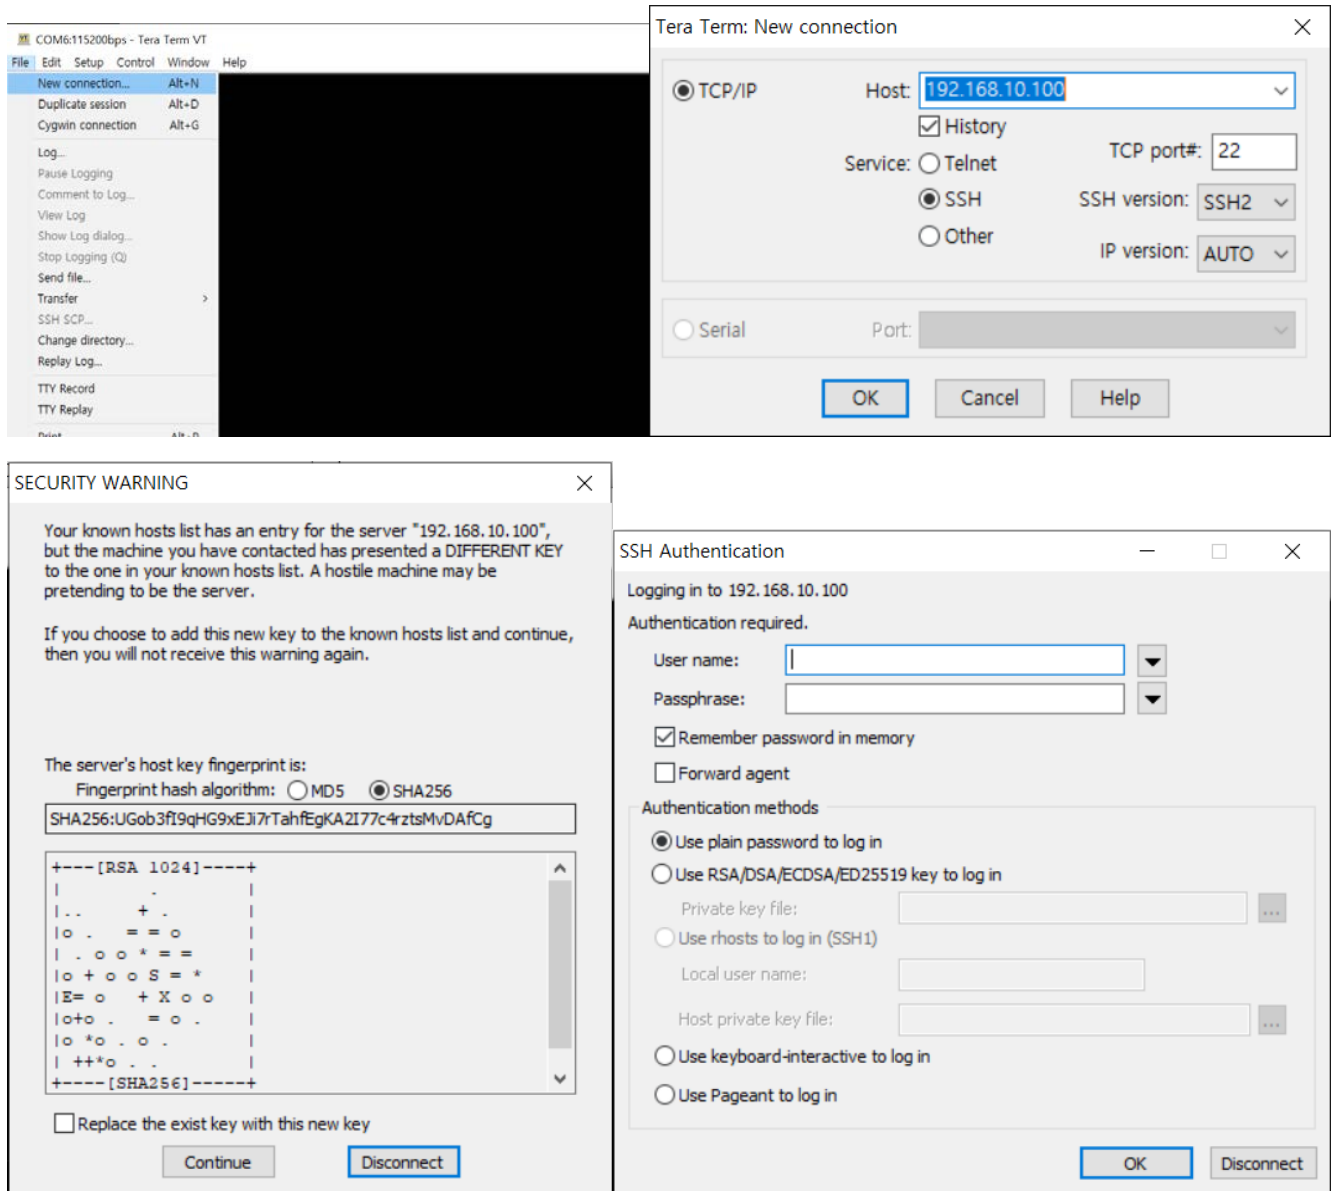 COM6:115200bps - Tera Term VT
File Edit Setup Control Window Help
New connection... Alt+N
Duplicate session Alt+D
Cygwin connection Alt+G
Log...
Pause Logging
Comment to Log...
View Log
Show Log dialog...
Stop Logging (Q)
Send file...
Transfer >
SSH SCP...
Change directory...
Replay Log...
TTY Record
TTY Replay
Print... Alt+P
Tera Term: New connection
TCP/IP Host: 192.168.10.100
History
Service: Telnet TCP port#: 22
SSH SSH version: SSH2
Other IP version: AUTO
Serial Port:
OK Cancel Help
SECURITY WARNING
Your known hosts list has an entry for the server "192.168.10.100",
but the machine you have contacted has presented a DIFFERENT KEY
to the one in your known hosts list. A hostile machine may be
pretending to be the server.
If you choose to add this new key to the known hosts list and continue,
then you will not receive this warning again.
The server's host key fingerprint is:
Fingerprint hash algorithm: MD5 SHA256
SHA256:UGob3fI9qHG9xEJi7rTahfEgKA2I77c4rztsMvDAfCg
+---[RSA 1024]----+
|        .        |
|..     + .       |
|o .   = = o      |
| . o o * = =     |
|o + o o S = *    |
|E= o   + X o o   |
|o+o .   = o .    |
|o *o . o .       |
| ++*o . .        |
+----[SHA256]-----+
Replace the exist key with this new key
Continue Disconnect
SSH Authentication
Logging in to 192.168.10.100
Authentication required.
User name:
Passphrase:
Remember password in memory
Forward agent
Authentication methods
Use plain password to log in
Use RSA/DSA/ECDSA/ED25519 key to log in
Private key file: ...
Use rhosts to log in (SSH1)
Local user name:
Host private key file: ...
Use keyboard-interactive to log in
Use Pageant to log in
OK Disconnect